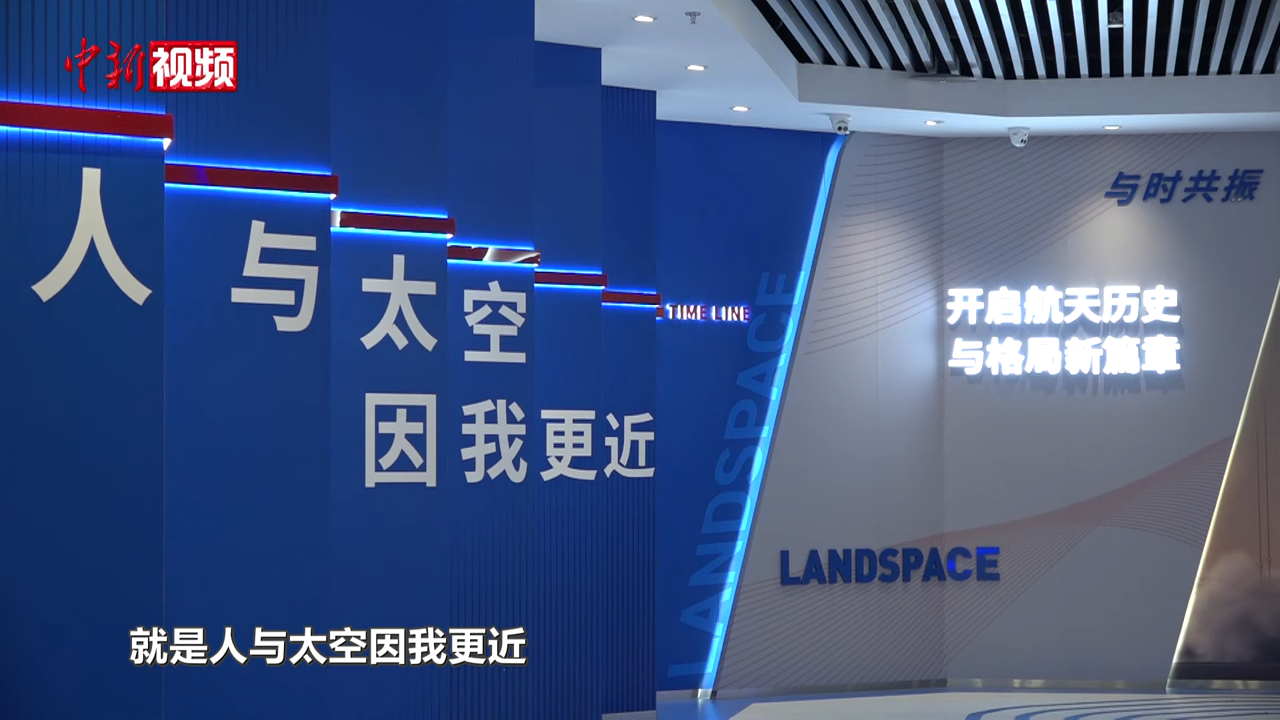 中新视频
人与太空
因我更近
TIME LINE
LANDSPACE
与时共振
开启航天历史
与格局新篇章
LANDSPACE
就是人与太空因我更近